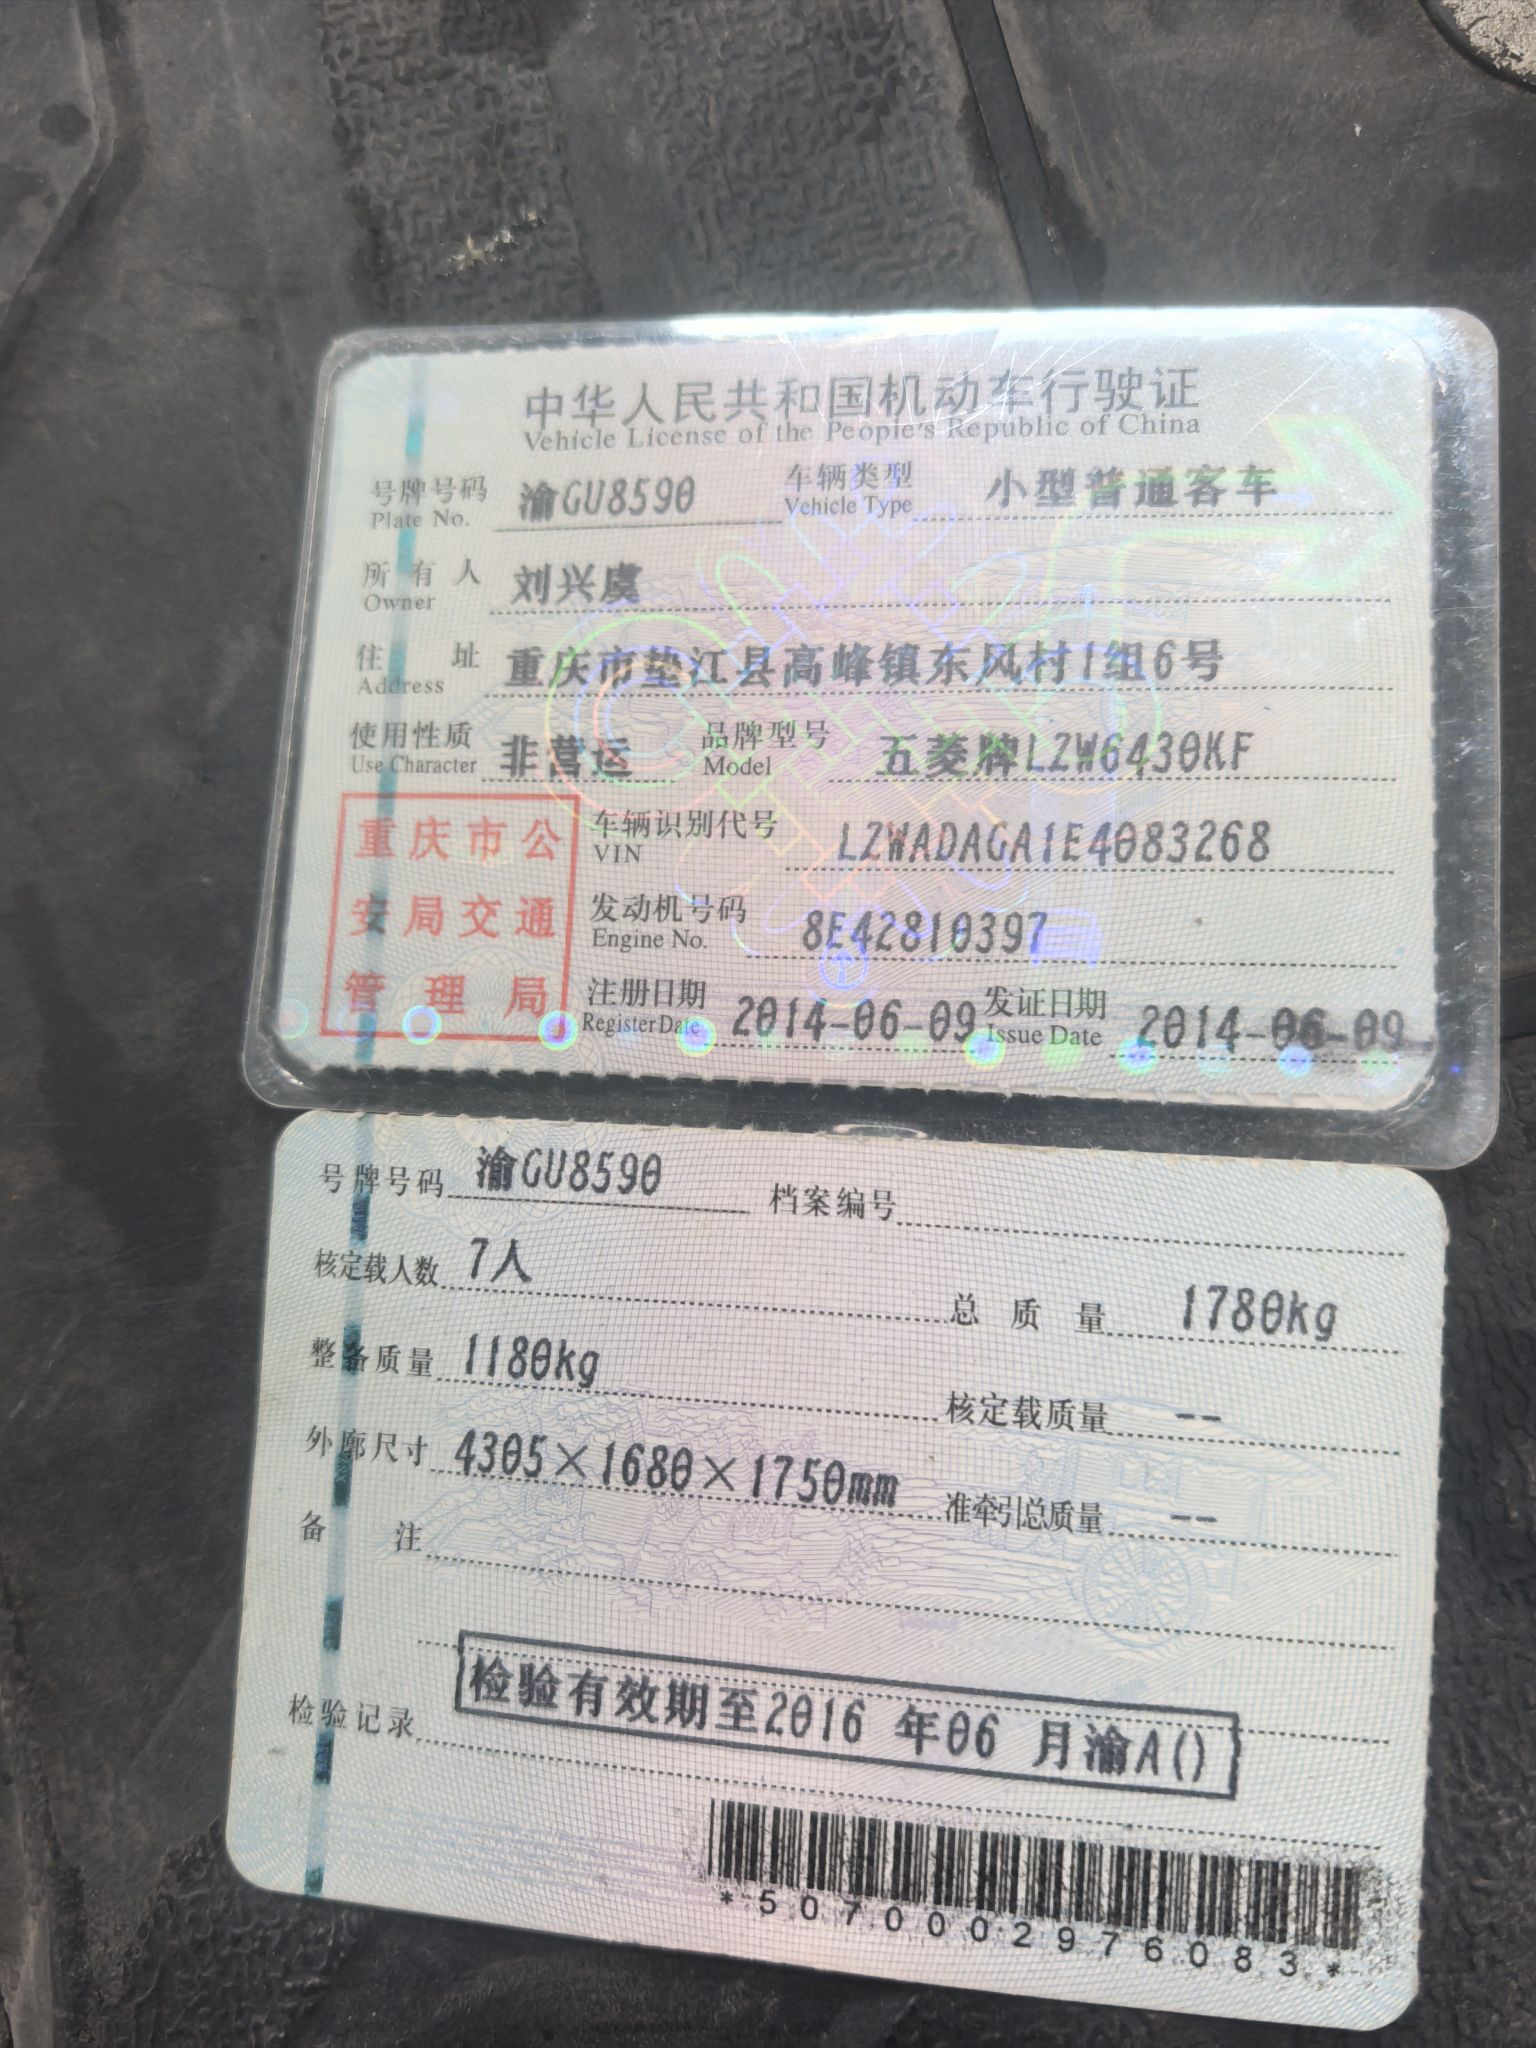 中华人民共和国机动车行驶证
Vehicle License of the People's Republic of China
号牌号码 渝GU8590 车辆类型 小型普通客车
Plate No. Vehicle Type
所有人 刘兴虞
Owner
住址 重庆市垫江县高峰镇东风村1组6号
Address
使用性质 非营运 品牌型号 五菱牌LZW6430KF
Use Character Model
重庆市公
安局交通
管理局
车辆识别代号 LZWADAGA1E4083268
VIN
发动机号码 8E42810397
Engine No.
注册日期 2014-06-09 发证日期 2014-06-09
Register Date Issue Date
号牌号码 渝GU8590 档案编号
核定载人数 7人 总质量 1780kg
整备质量 1180kg 核定载质量 --
外廓尺寸 4305×1680×1750mm 准牵引总质量 --
备注
检验记录 检验有效期至2016 年06 月渝A()
*5070002976083*